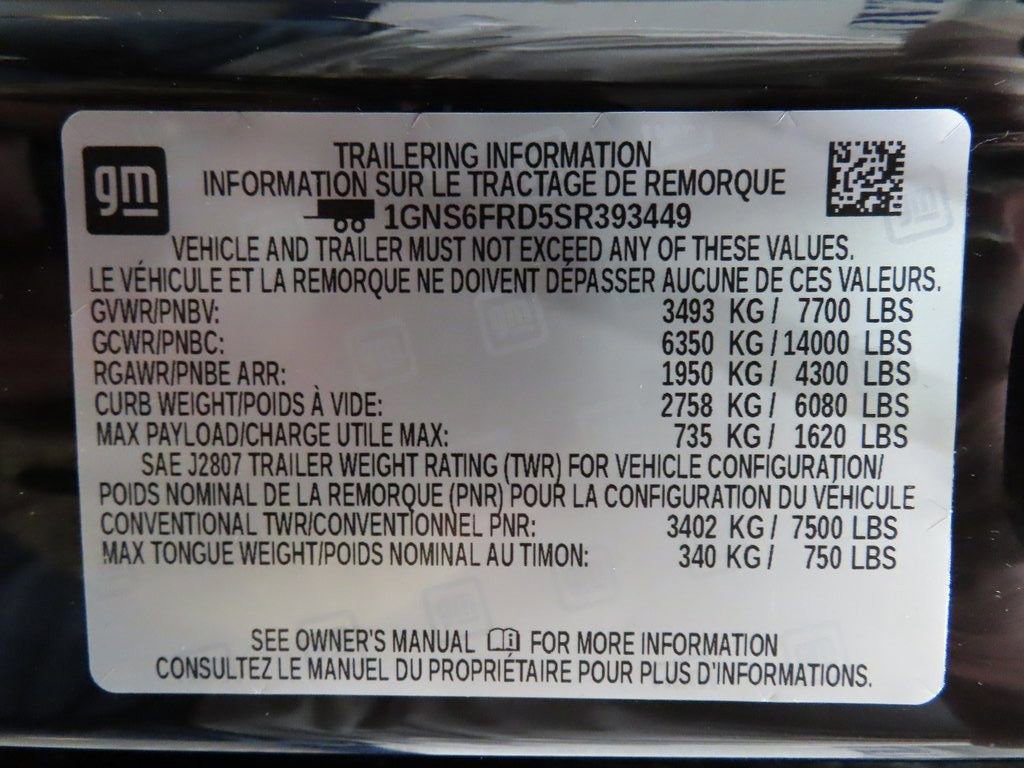 gm
TRAILERING INFORMATION
INFORMATION SUR LE TRACTAGE DE REMORQUE
1GNS6FRD5SR393449
VEHICLE AND TRAILER MUST NOT EXCEED ANY OF THESE VALUES.
LE VÉHICULE ET LA REMORQUE NE DOIVENT DÉPASSER AUCUNE DE CES VALEURS.
GVWR/PNBV: 3493 KG / 7700 LBS
GCWR/PNBC: 6350 KG / 14000 LBS
RGAWR/PNBE ARR: 1950 KG / 4300 LBS
CURB WEIGHT/POIDS À VIDE: 2758 KG / 6080 LBS
MAX PAYLOAD/CHARGE UTILE MAX: 735 KG / 1620 LBS
SAE J2807 TRAILER WEIGHT RATING (TWR) FOR VEHICLE CONFIGURATION/
POIDS NOMINAL DE LA REMORQUE (PNR) POUR LA CONFIGURATION DU VÉHICULE
CONVENTIONAL TWR/CONVENTIONNEL PNR: 3402 KG / 7500 LBS
MAX TONGUE WEIGHT/POIDS NOMINAL AU TIMON: 340 KG / 750 LBS
SEE OWNER'S MANUAL FOR MORE INFORMATION
CONSULTEZ LE MANUEL DU PROPRIÉTAIRE POUR PLUS D'INFORMATIONS.